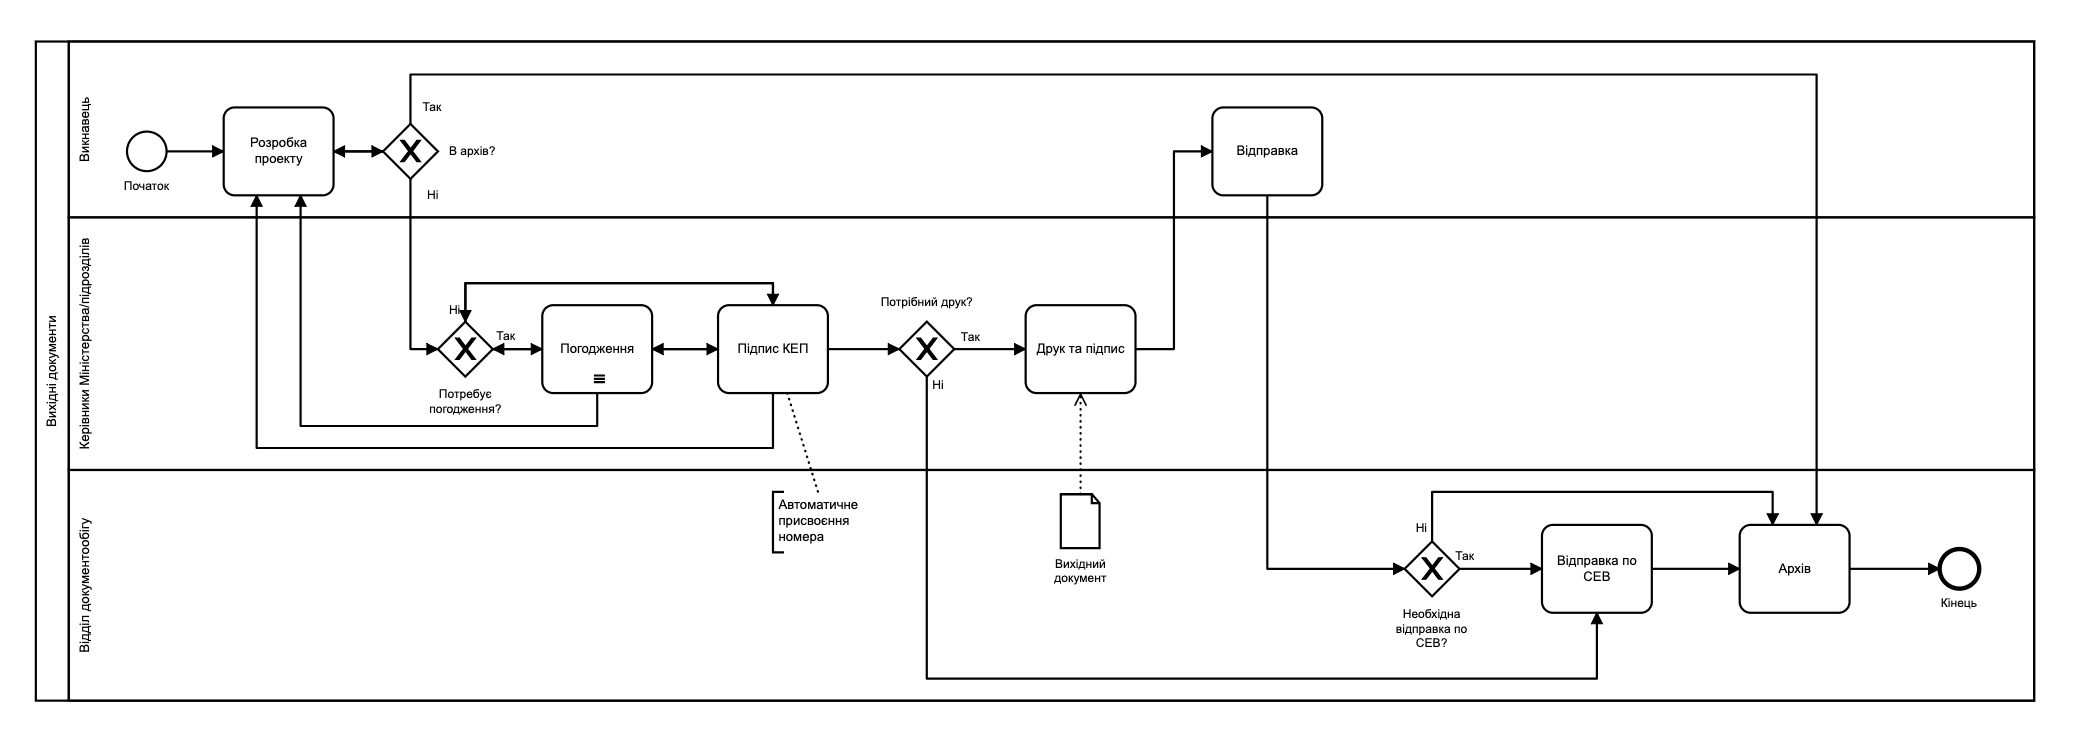 Вихідні документи
Викнавець
Початок
Розробка
проекту
Так
В архів?
Ні
Відправка
Керівники Міністерства/підрозділів
Ні
Так
Потребує
погодження?
Погодження
Підпис КЕП
Потрібний друк?
Так
Ні
Друк та підпис
Відділ документообігу
Автоматичне
присвоєння
номера
Вихідний
документ
Ні
Так
Необхідна
відправка по
СЕВ?
Відправка по
СЕВ
Архів
Кінець